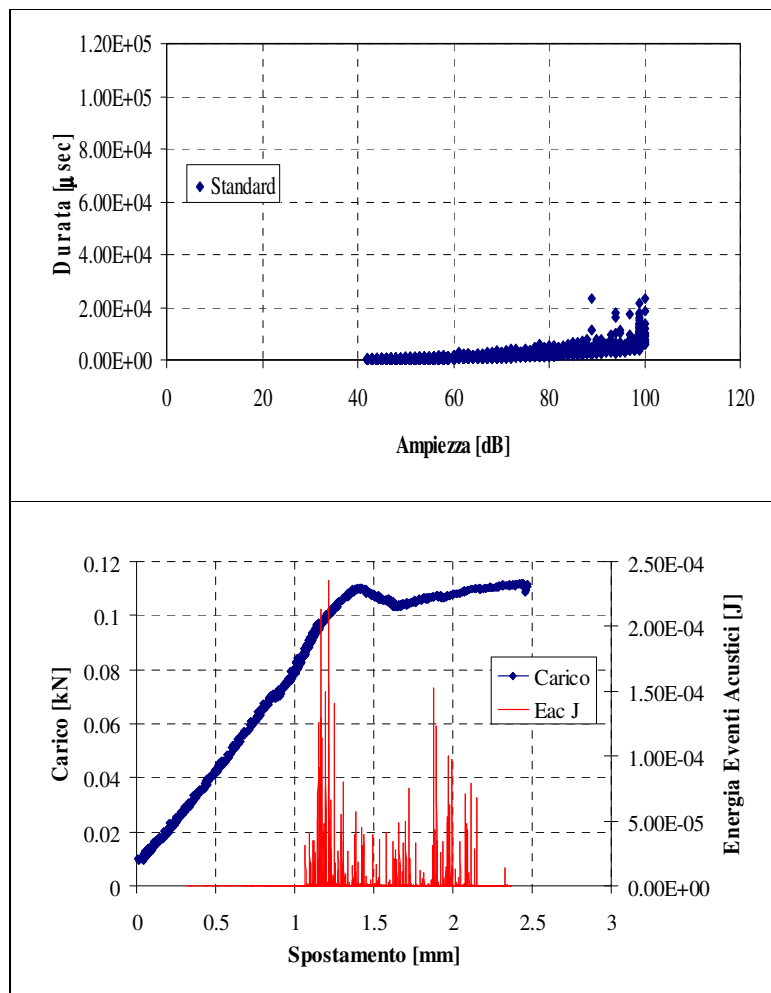 1.20E+05
1.00E+05
8.00E+04
6.00E+04
4.00E+04
2.00E+04
0.00E+00
Durata [μ sec]
Standard
0 20 40 60 80 100 120
Ampiezza [dB]
0.12
0.1
0.08
0.06
0.04
0.02
0
Carico [kN]
Carico
Eac J
2.50E-04
2.00E-04
1.50E-04
1.00E-04
5.00E-05
0.00E+00
Energia Eventi Acustici [J]
0 0.5 1 1.5 2 2.5 3
Spostamento [mm]